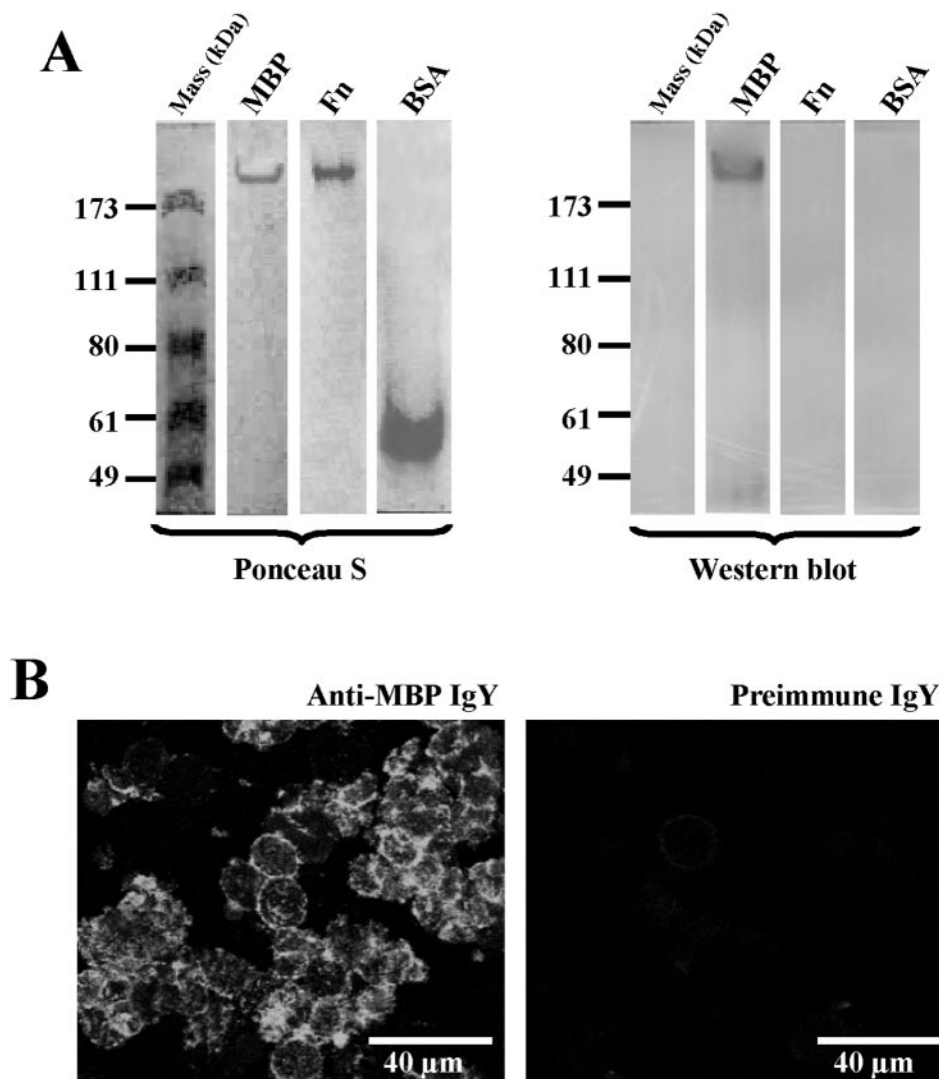 A
Mass (kDa) MBP Fn BSA
173
111
80
61
49
Ponceau S
Mass (kDa) MBP Fn BSA
173
111
80
61
49
Western blot
B
Anti-MBP IgY
40 µm
Preimmune IgY
40 µm